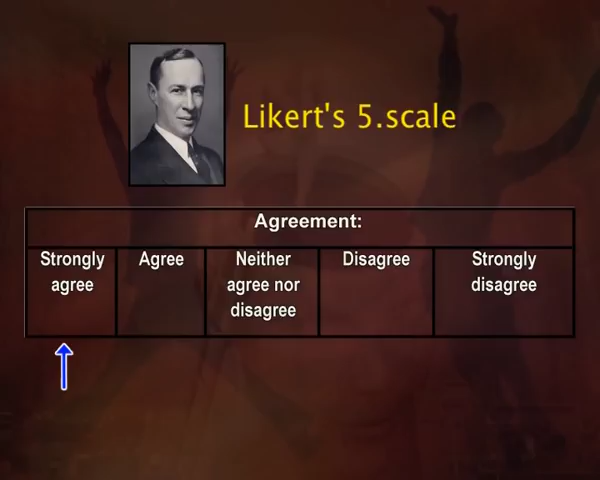 Likert's 5.scale
Agreement:
Strongly agree
Agree
Neither agree nor disagree
Disagree
Strongly disagree